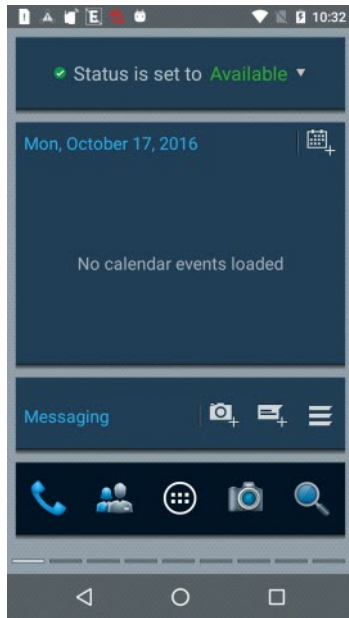 E
10:32
Status is set to Available
Mon, October 17, 2016
No calendar events loaded
Messaging